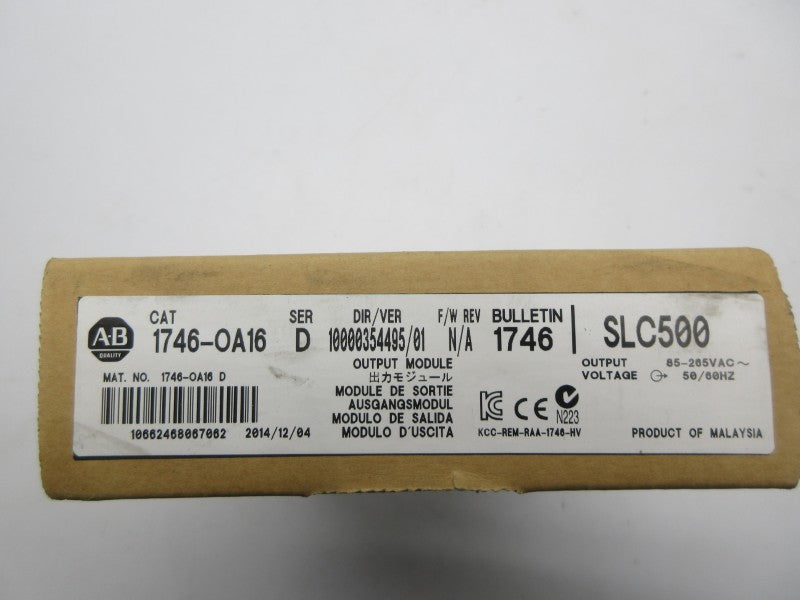 A-B
QUALITY
CAT SER DIR/VER F/W REV BULLETIN
1746-OA16 D 10000354495/01 N/A 1746 SLC500
MAT. NO. 1746-OA16 D
10662468067062 2014/12/04
OUTPUT MODULE
出力モジュール
MODULE DE SORTIE
AUSGANGSMODUL
MODULO DE SALIDA
MODULO D'USCITA
OUTPUT 85-265VAC~
VOLTAGE 50/60HZ
CE N223
KCC-REM-RAA-1746-HV
PRODUCT OF MALAYSIA